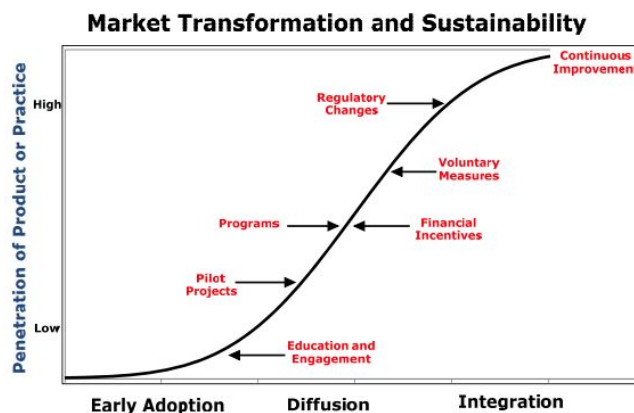 Market Transformation and Sustainability
Penetration of Product or Practice
High
Low
Continuous
Improvement
Regulatory
Changes
Voluntary
Measures
Programs
Financial
Incentives
Pilot
Projects
Education and
Engagement
Early Adoption
Diffusion
Integration